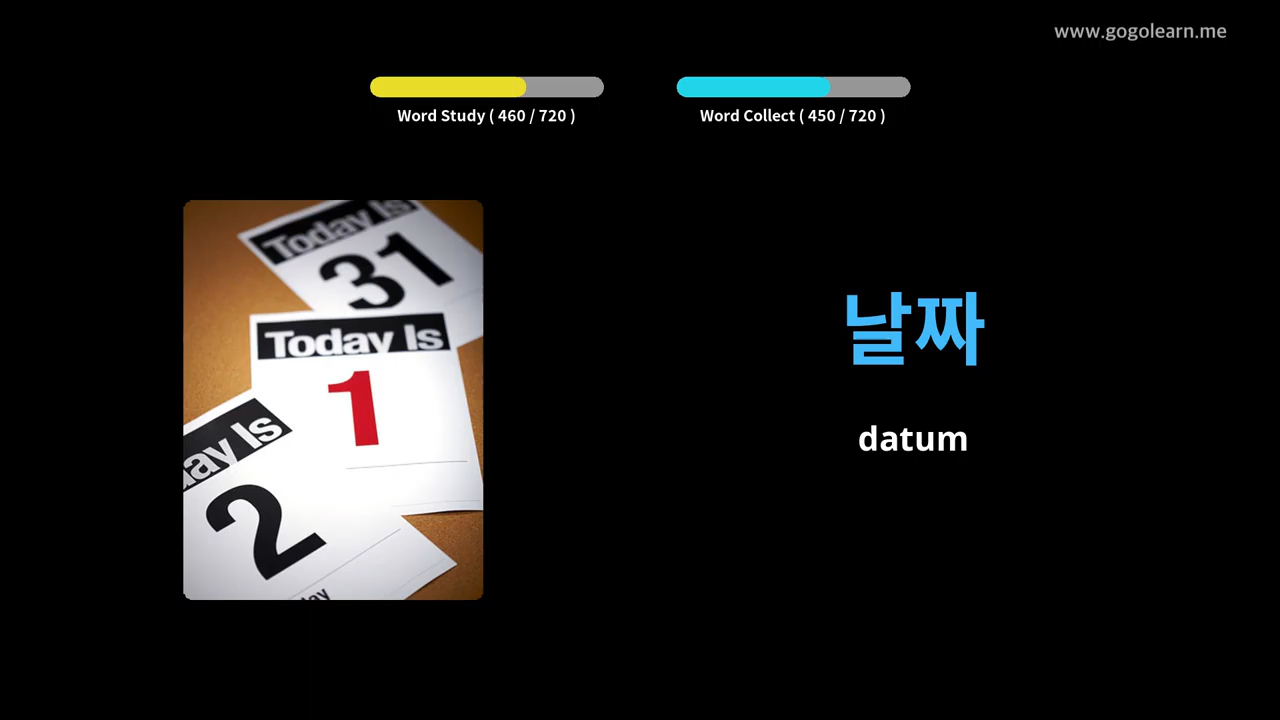 www.gogolearn.me
Word Study ( 460 / 720 )
Word Collect ( 450 / 720 )
Today Is
31
Today Is
1
day Is
2
날짜
datum